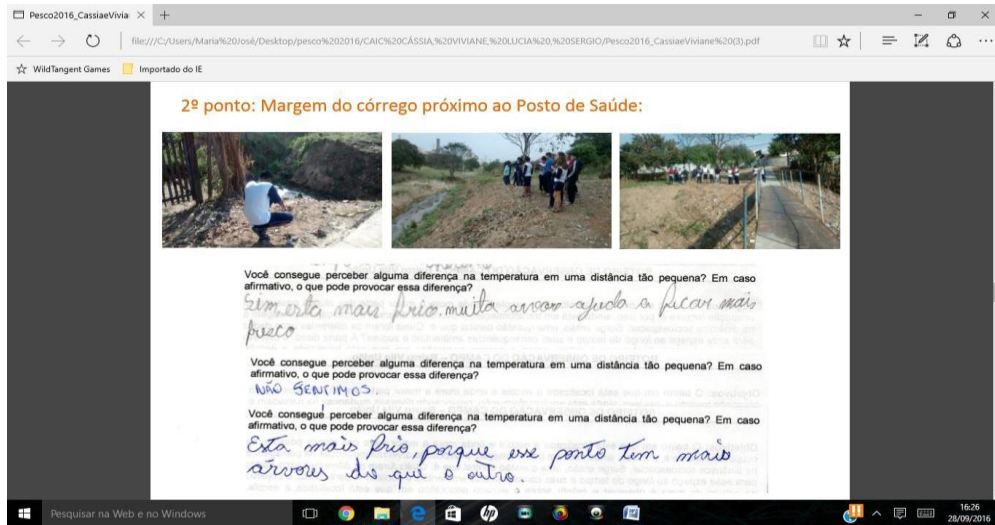 Pesco2016_CassiaeVivia
file:///C:/Users/Maria%20José/Desktop/pesco%202016/CAIC%20CÁSSIA,%20VIVIANE,%20LUCIA%20,%20SERGIO/Pesco2016_CassiaeViviane%20(3).pdf
WildTangent Games Importado do IE
2º ponto: Margem do córrego próximo ao Posto de Saúde:
Você consegue perceber alguma diferença na temperatura em uma distância tão pequena? Em caso
afirmativo, o que pode provocar essa diferença?
Sim, esta mais frio, muita arvore ajuda a ficar mais
fresco
Você consegue perceber alguma diferença na temperatura em uma distância tão pequena? Em caso
afirmativo, o que pode provocar esta diferença?
NÃO SENTIMOS.
Você consegue perceber alguma diferença na temperatura em uma distância tão pequena? Em caso
afirmativo, o que pode provocar essa diferença?
Esta mais frio, porque esse ponto tem mais
árvores do que o outro.
Pesquisar na Web e no Windows
hp
16:26
28/09/2016